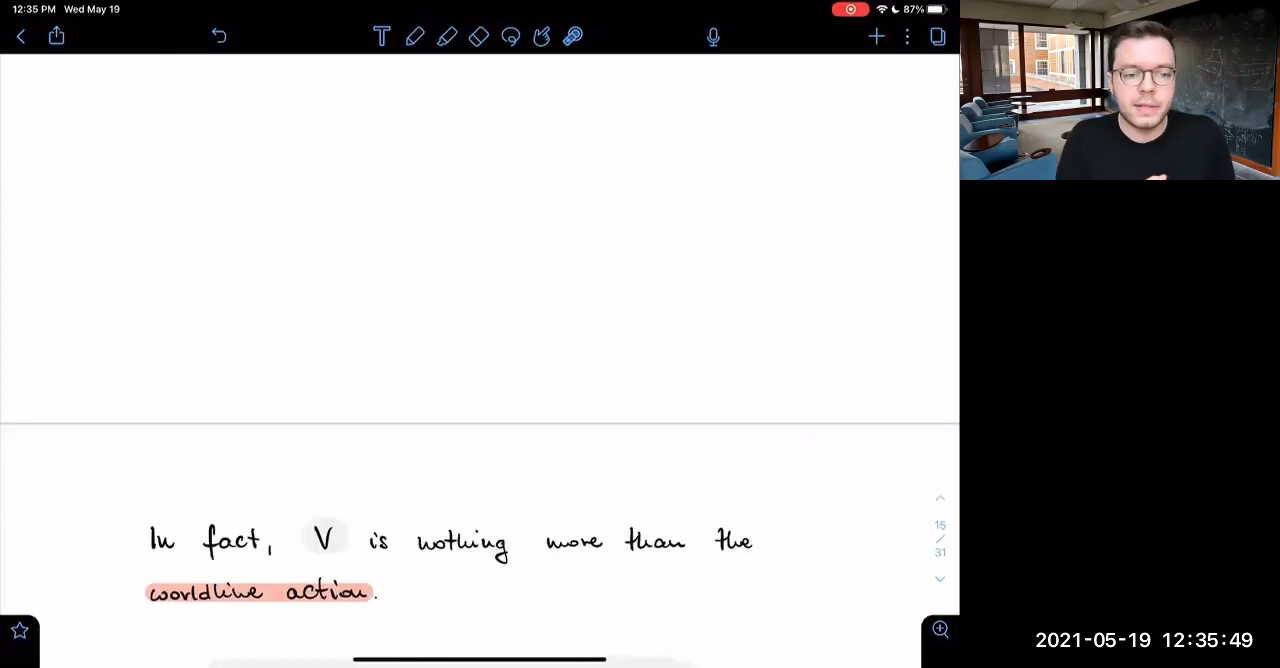 12:35 PM Wed May 19
87%
In fact, V is nothing more than the
worldline action.
15
/
31
2021-05-19 12:35:49